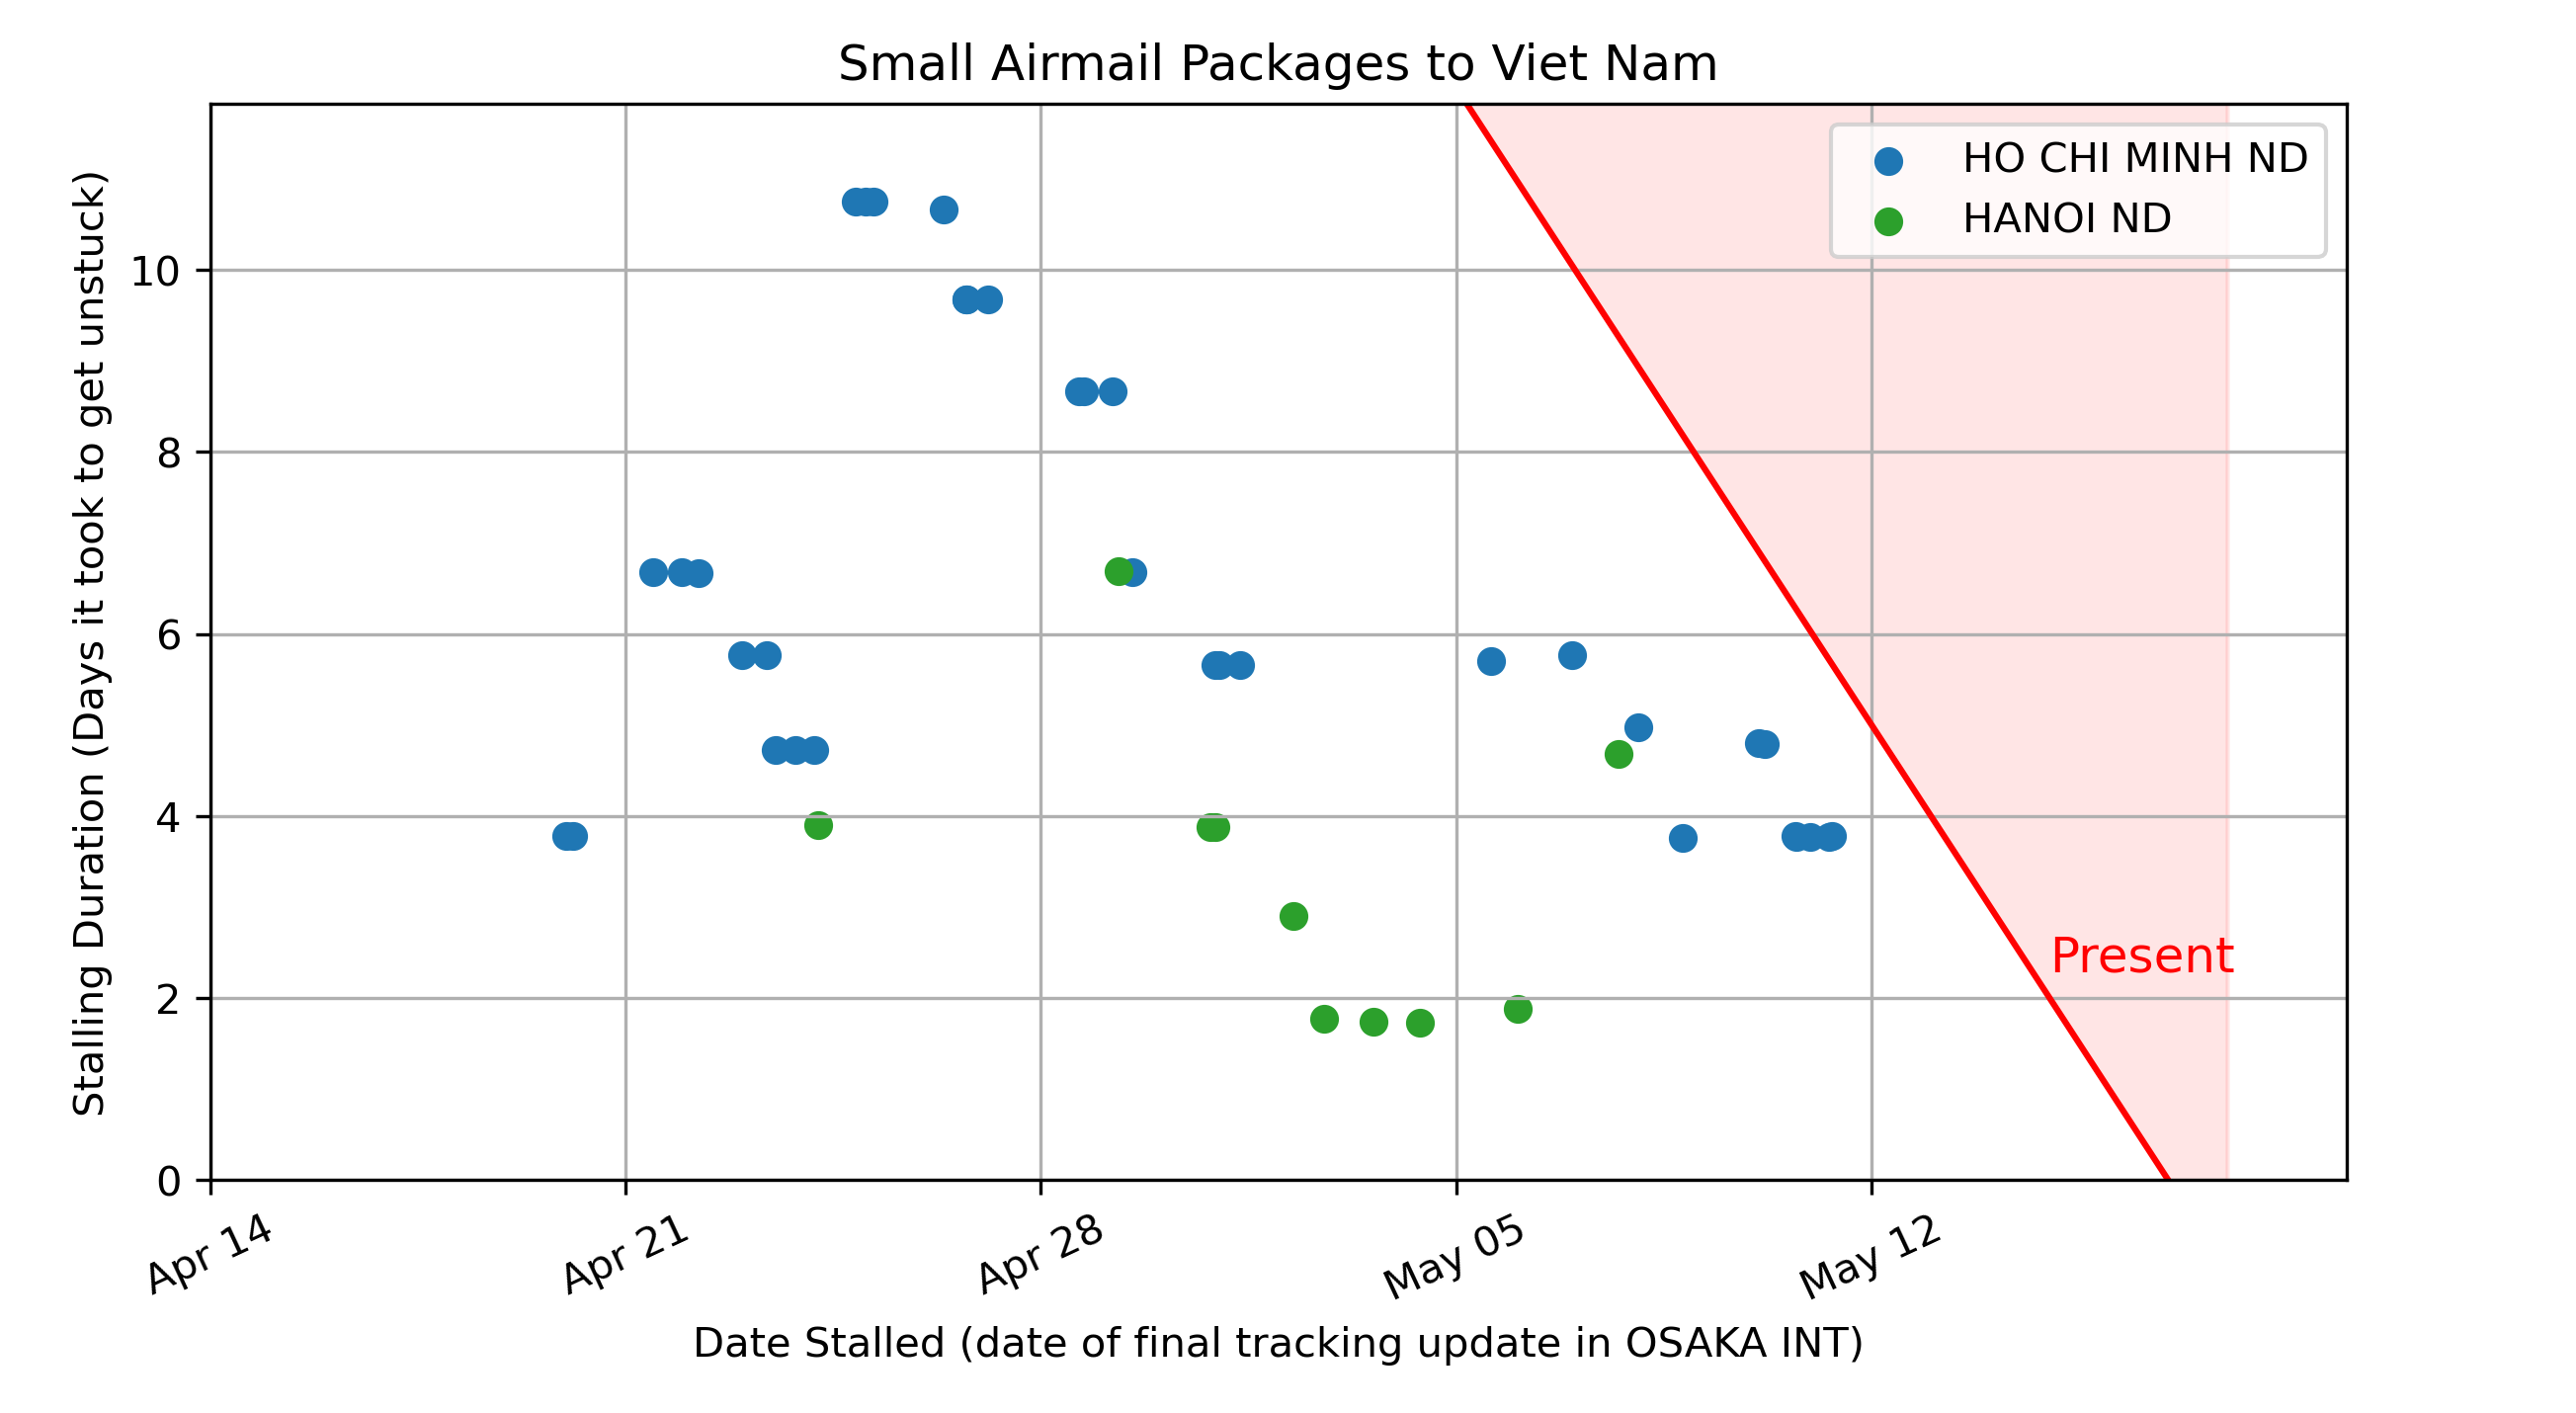 Small Airmail Packages to Viet Nam
HO CHI MINH ND
HANOI ND
Stalling Duration (Days it took to get unstuck)
10
8
6
4
2
0
Present
Apr 14
Apr 21
Apr 28
May 05
May 12
Date Stalled (date of final tracking update in OSAKA INT)